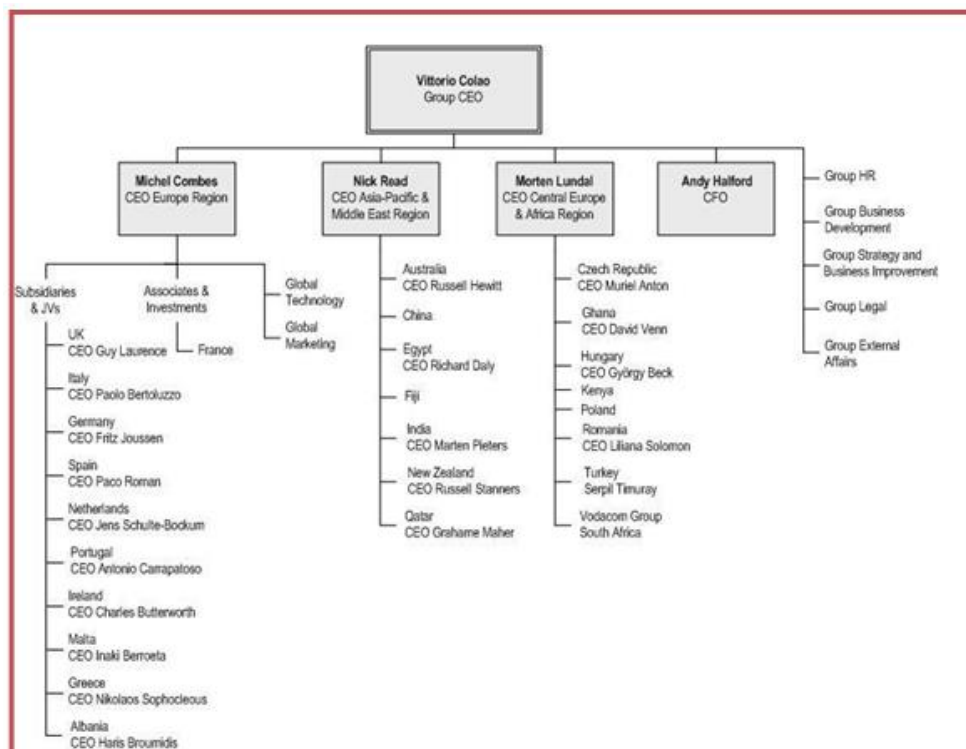 Vittorio Colao
Group CEO
Michel Combes
CEO Europe Region
Nick Read
CEO Asia-Pacific &
Middle East Region
Morten Lundal
CEO Central Europe
& Africa Region
Andy Halford
CFO
Group HR
Group Business
Development
Group Strategy and
Business Improvement
Group Legal
Group External
Affairs
Subsidiaries
& JVs
UK
CEO Guy Laurence
Italy
CEO Paolo Bertoluzzo
Germany
CEO Fritz Joussen
Spain
CEO Paco Roman
Netherlands
CEO Jens Schulte-Bockum
Portugal
CEO Antonio Carrapatoso
Ireland
CEO Charles Butterworth
Malta
CEO Inaki Berroeta
Greece
CEO Nikolaos Sophocleous
Albania
CEO Haris Broumidis
Associates &
Investments
France
Global
Technology
Global
Marketing
Australia
CEO Russell Hewitt
China
Egypt
CEO Richard Daly
Fiji
India
CEO Marten Pieters
New Zealand
CEO Russell Stanners
Qatar
CEO Grahame Maher
Czech Republic
CEO Muriel Anton
Ghana
CEO David Venn
Hungary
CEO György Beck
Kenya
Poland
Romania
CEO Liliana Solomon
Turkey
Serpil Timuray
Vodacom Group
South Africa